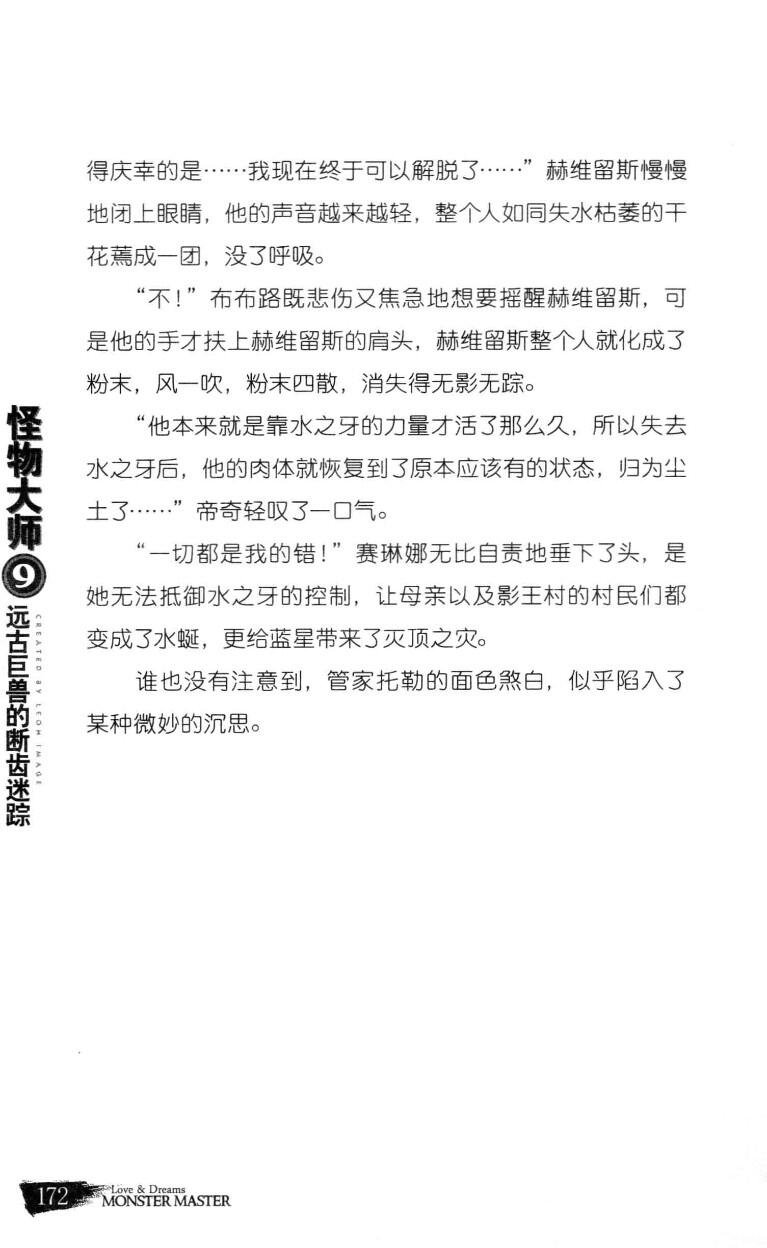 得庆幸的是……我现在终于可以解脱了……”赫维留斯慢慢
地闭上眼睛，他的声音越来越轻，整个人如同失水枯萎的干
花蔫成一团，没了呼吸。
“不！”布布路既悲伤又焦急地想要摇醒赫维留斯，可
是他的手才扶上赫维留斯的肩头，赫维留斯整个人就化成了
粉末，风一吹，粉末四散，消失得无影无踪。
“他本来就是靠水之牙的力量才活了那么久，所以失去
水之牙后，他的肉体就恢复到了原本应该有的状态，归为尘
土了……”帝奇轻叹了一口气。
“一切都是我的错！”赛琳娜无比自责地垂下了头，是
她无法抵御水之牙的控制，让母亲以及影王村的村民们都
变成了水蜒，更给蓝星带来了灭顶之灾。
谁也没有注意到，管家托勒的面色煞白，似乎陷入了
某种微妙的沉思。
怪物大师9
远古巨兽的断齿迷踪
CREATED BY LEON IMAGE
172
Love & Dreams
MONSTER MASTER